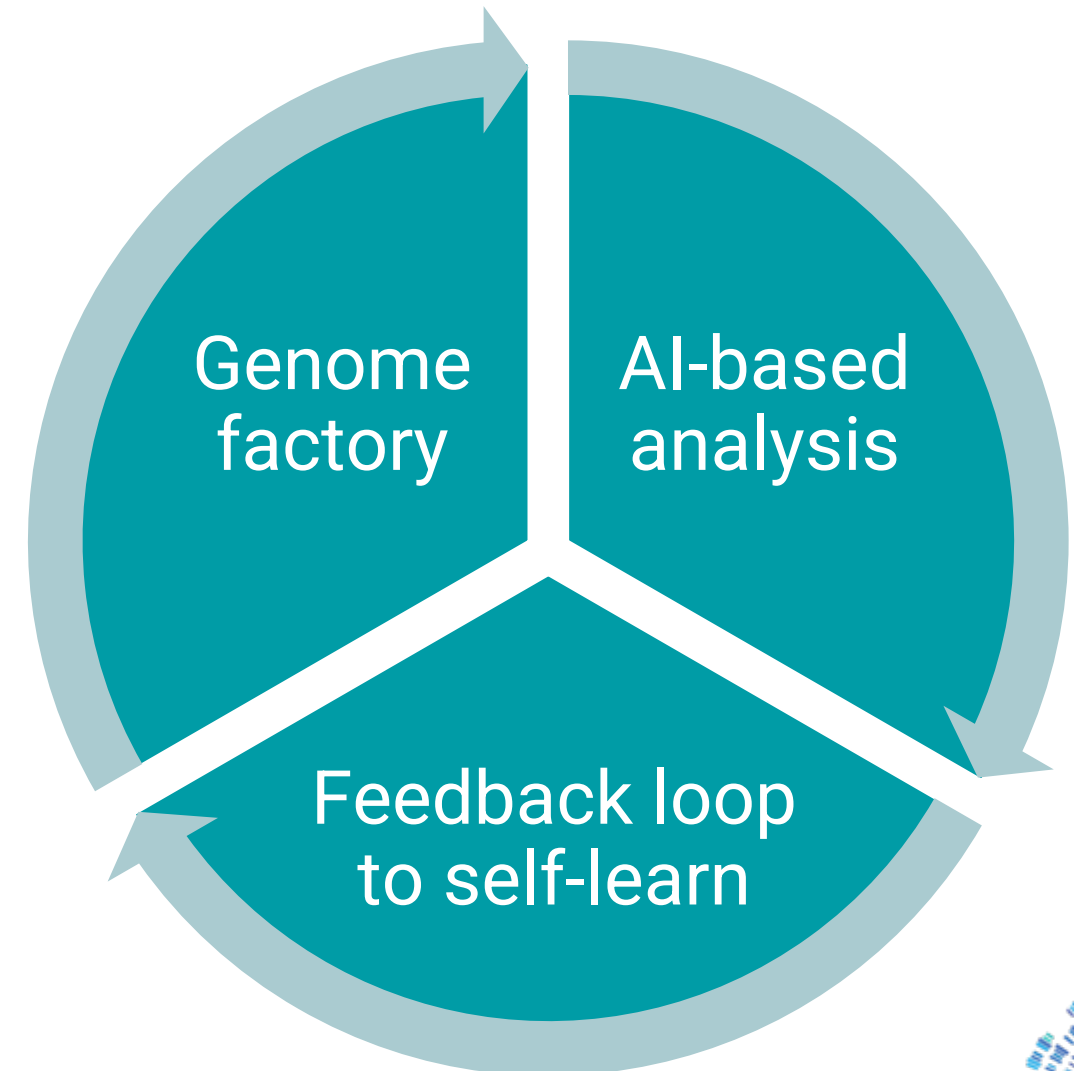 Genome
factory
AI-based
analysis
Feedback loop
to self-learn